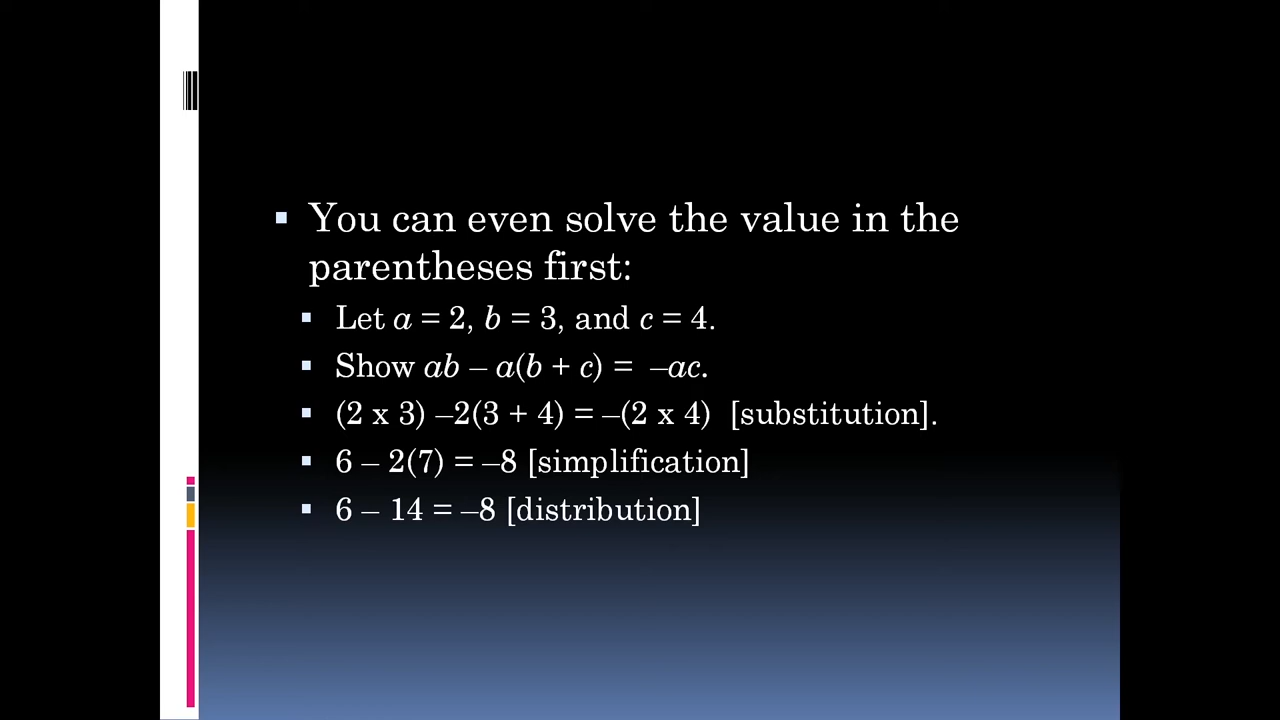 You can even solve the value in the
parentheses first:
Let a = 2, b = 3, and c = 4.
Show ab – a(b + c) = –ac.
(2 x 3) –2(3 + 4) = –(2 x 4) [substitution].
6 – 2(7) = –8 [simplification]
6 – 14 = –8 [distribution]